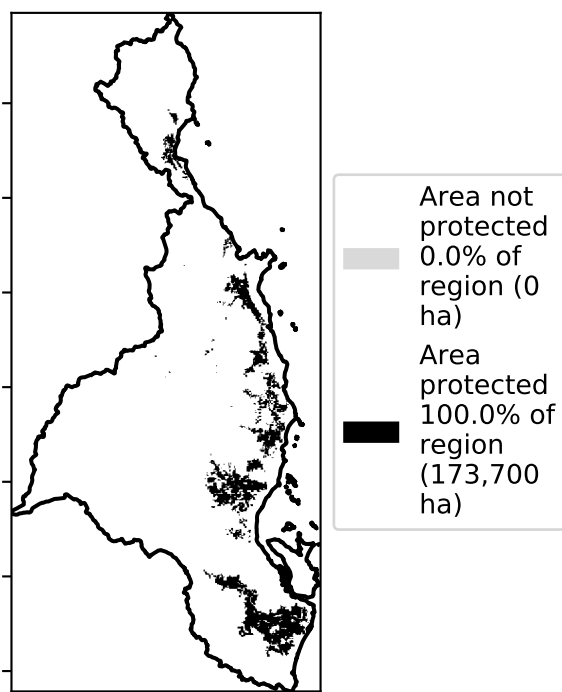 Area not
protected
0.0% of
region (0
ha)
Area
protected
100.0% of
region
(173,700
ha)